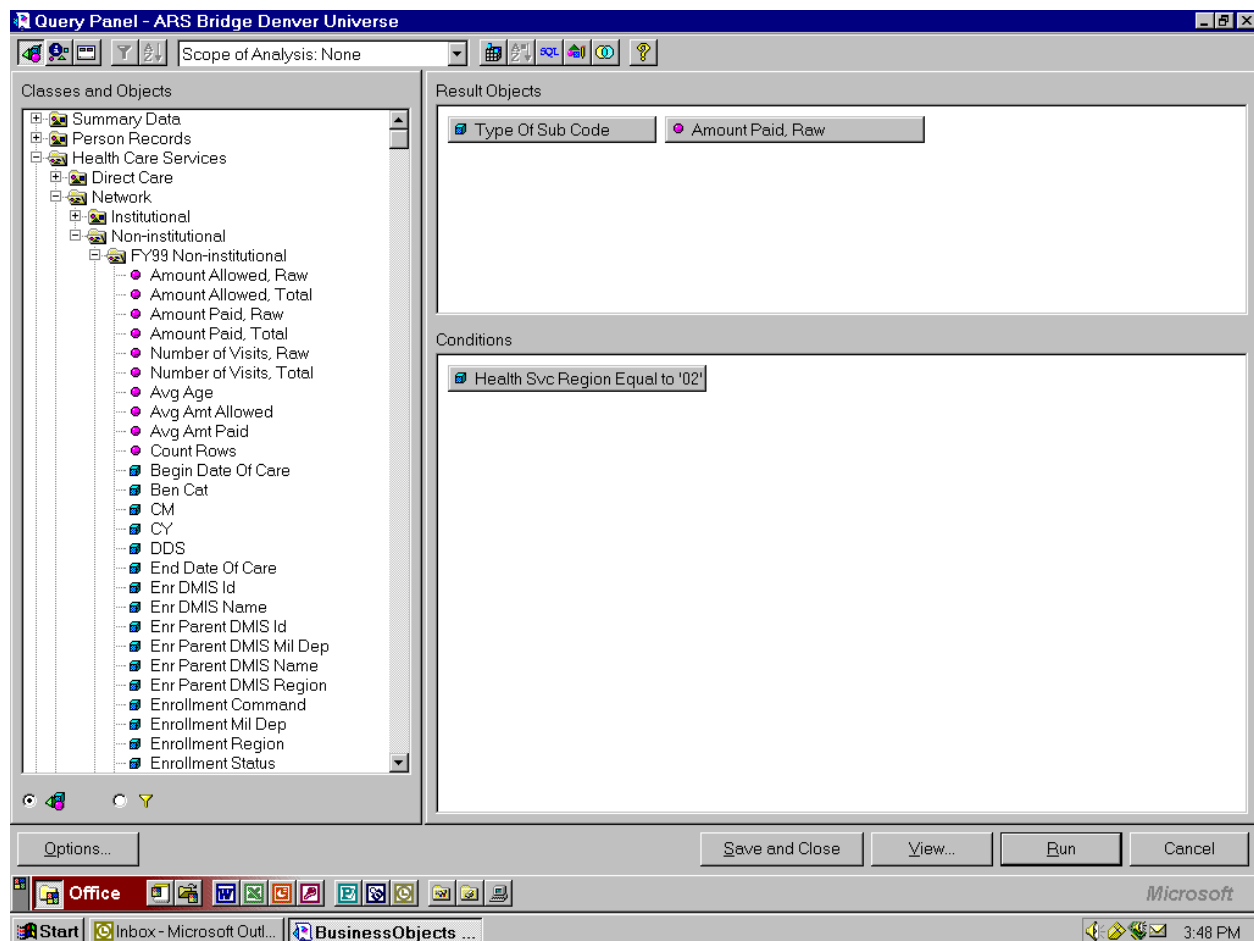 Query Panel - ARS Bridge Denver Universe
Scope of Analysis: None
SQL
?
Classes and Objects
Summary Data
Person Records
Health Care Services
Direct Care
Network
Institutional
Non-institutional
FY99 Non-institutional
Amount Allowed, Raw
Amount Allowed, Total
Amount Paid, Raw
Amount Paid, Total
Number of Visits, Raw
Number of Visits, Total
Avg Age
Avg Amt Allowed
Avg Amt Paid
Count Rows
Begin Date Of Care
Ben Cat
CM
CY
DDS
End Date Of Care
Enr DMIS Id
Enr DMIS Name
Enr Parent DMIS Id
Enr Parent DMIS Mil Dep
Enr Parent DMIS Name
Enr Parent DMIS Region
Enrollment Command
Enrollment Mil Dep
Enrollment Region
Enrollment Status
Result Objects
Type Of Sub Code
Amount Paid, Raw
Conditions
Health Svc Region Equal to '02'
Options...
Save and Close
View...
Run
Cancel
Office
Microsoft
Start
Inbox - Microsoft Outl...
BusinessObjects ...
3:48 PM